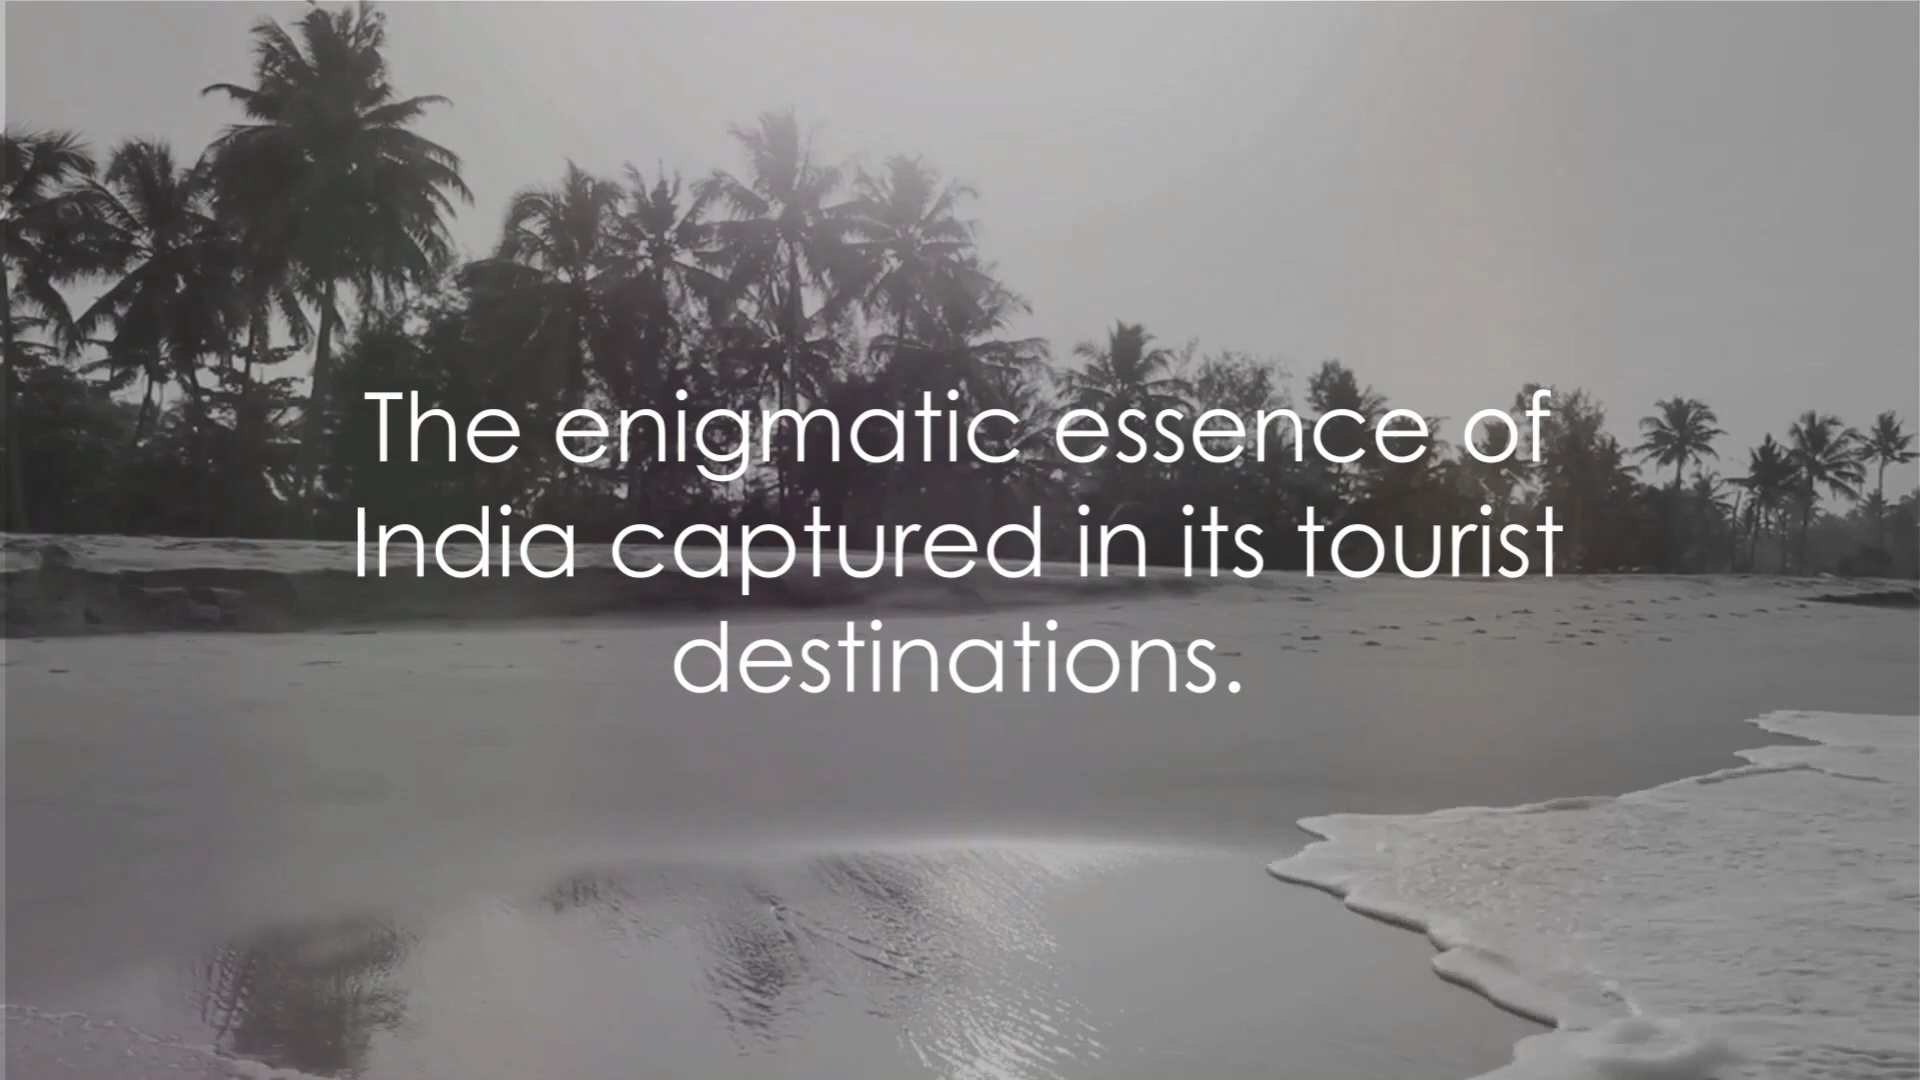 The enigmatic essence of
India captured in its tourist
destinations.